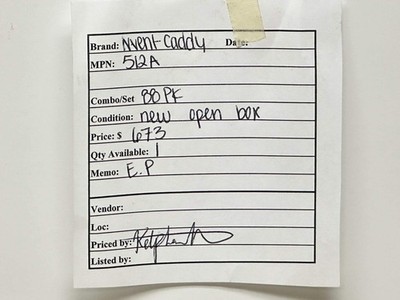 Brand: Nvent Caddy Date:
MPN: 512A
Combo/Set 88 PK
Condition: new open box
Price: $ 673
Qty Available: 1
Memo: E.P
Vendor:
Loc:
Priced by:
Listed by: